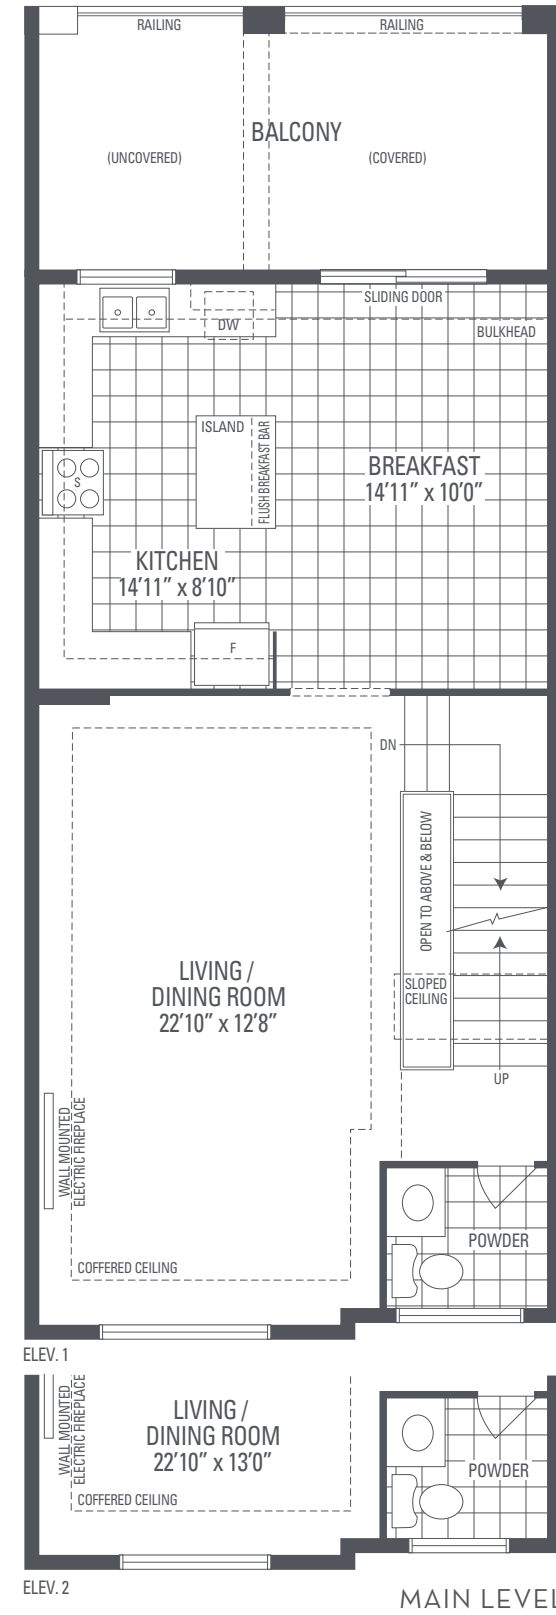 RAILING
RAILING
BALCONY
(UNCOVERED)
(COVERED)
SLIDING DOOR
DW
BULKHEAD
ISLAND
FLUSH BREAKFAST BAR
BREAKFAST
14'11" x 10'0"
S
KITCHEN
14'11" x 8'10"
F
DN
OPEN TO ABOVE & BELOW
LIVING /
DINING ROOM
22'10" x 12'8"
SLOPED
CEILING
UP
WALL MOUNTED
ELECTRIC FIREPLACE
POWDER
COFFERED CEILING
ELEV. 1
WALL MOUNTED
ELECTRIC FIREPLACE
LIVING /
DINING ROOM
22'10" x 13'0"
POWDER
COFFERED CEILING
ELEV. 2
MAIN LEVEL